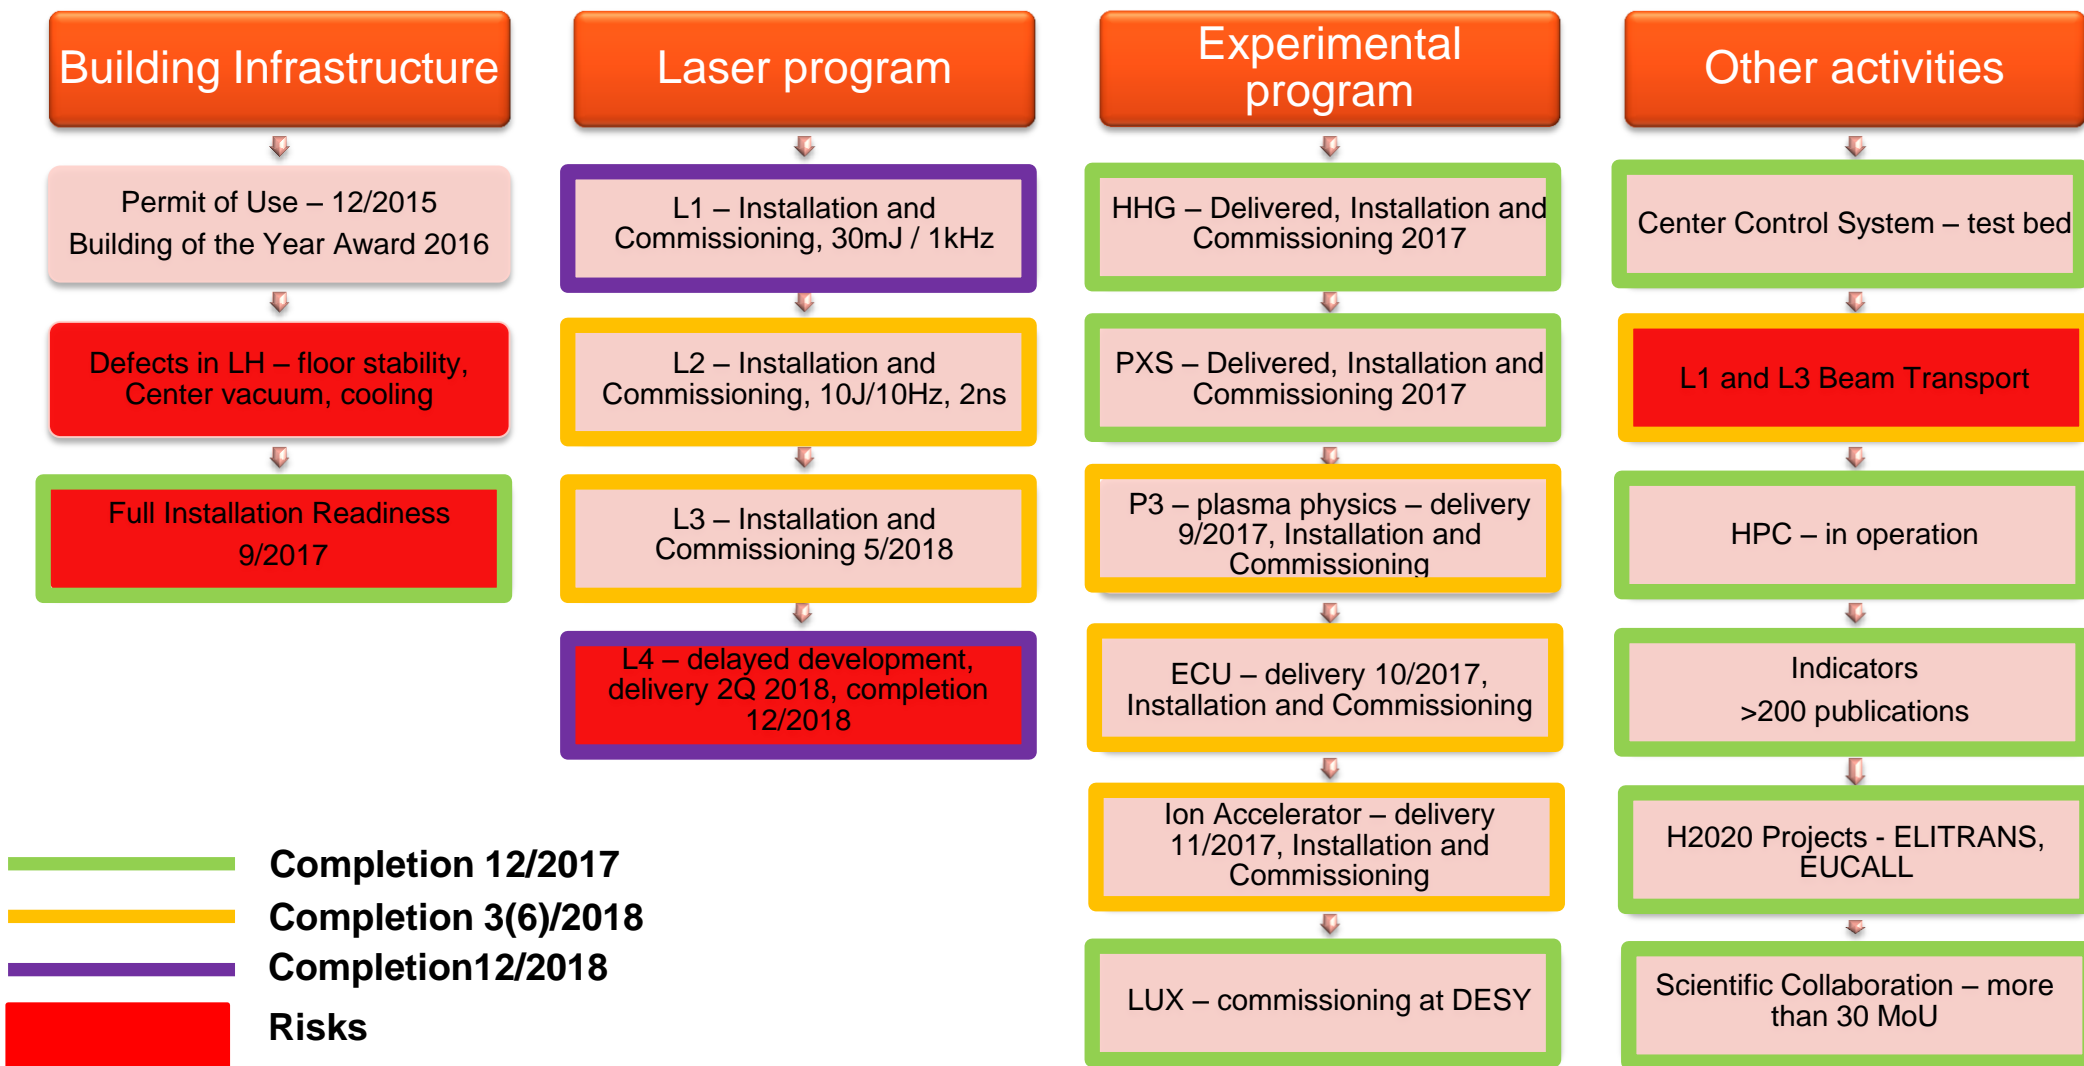 Building Infrastructure
Permit of Use – 12/2015
Building of the Year Award 2016
Defects in LH – floor stability,
Center vacuum, cooling
Full Installation Readiness
9/2017
Laser program
L1 – Installation and
Commissioning, 30mJ / 1kHz
L2 – Installation and
Commissioning, 10J/10Hz, 2ns
L3 – Installation and
Commissioning 5/2018
L4 – delayed development,
delivery 2Q 2018, completion
12/2018
Experimental
program
HHG – Delivered, Installation and
Commissioning 2017
PXS – Delivered, Installation and
Commissioning 2017
P3 – plasma physics – delivery
9/2017, Installation and
Commissioning
ECU – delivery 10/2017,
Installation and Commissioning
Ion Accelerator – delivery
11/2017, Installation and
Commissioning
LUX – commissioning at DESY
Other activities
Center Control System – test bed
L1 and L3 Beam Transport
HPC – in operation
Indicators
>200 publications
H2020 Projects - ELITRANS,
EUCALL
Scientific Collaboration – more
than 30 MoU
Completion 12/2017
Completion 3(6)/2018
Completion12/2018
Risks